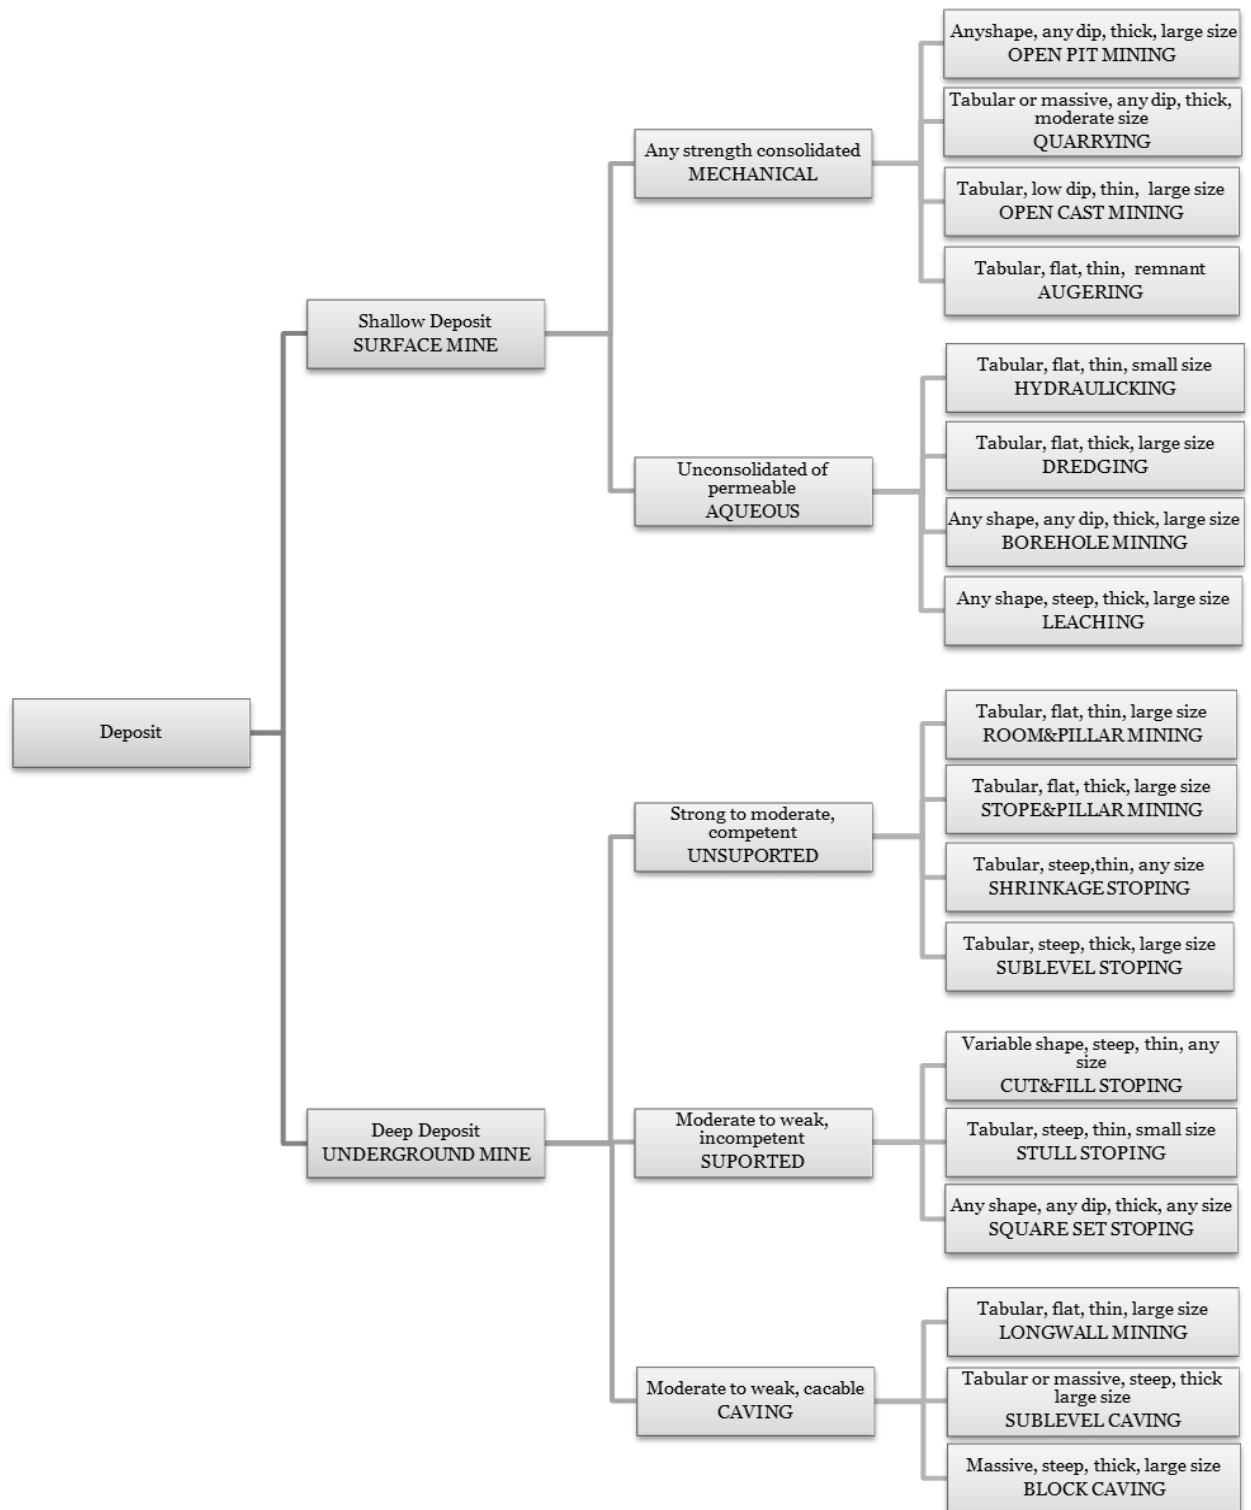 Deposit
Shallow Deposit
SURFACE MINE
Any strength consolidated
MECHANICAL
Anyshape, any dip, thick, large size
OPEN PIT MINING
Tabular or massive, any dip, thick,
moderate size
QUARRYING
Tabular, low dip, thin, large size
OPEN CAST MINING
Tabular, flat, thin, remnant
AUGERING
Unconsolidated of
permeable
AQUEOUS
Tabular, flat, thin, small size
HYDRAULICKING
Tabular, flat, thick, large size
DREDGING
Any shape, any dip, thick, large size
BOREHOLE MINING
Any shape, steep, thick, large size
LEACHING
Deep Deposit
UNDERGROUND MINE
Strong to moderate,
competent
UNSUPORTED
Tabular, flat, thin, large size
ROOM&PILLAR MINING
Tabular, flat, thick, large size
STOPE&PILLAR MINING
Tabular, steep,thin, any size
SHRINKAGE STOPING
Tabular, steep, thick, large size
SUBLEVEL STOPING
Moderate to weak,
incompetent
SUPORTED
Variable shape, steep, thin, any
size
CUT&FILL STOPING
Tabular, steep, thin, small size
STULL STOPING
Any shape, any dip, thick, any size
SQUARE SET STOPING
Moderate to weak, cacable
CAVING
Tabular, flat, thin, large size
LONGWALL MINING
Tabular or massive, steep, thick
large size
SUBLEVEL CAVING
Massive, steep, thick, large size
BLOCK CAVING